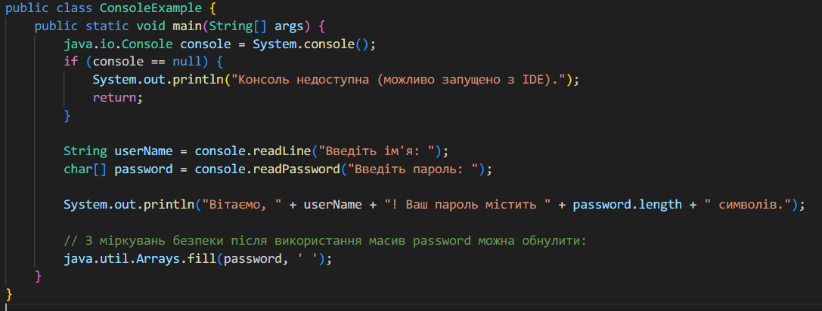 public class ConsoleExample {
    public static void main(String[] args) {
        java.io.Console console = System.console();
        if (console == null) {
            System.out.println("Консоль недоступна (можливо запущено з IDE).");
            return;
        }

        String userName = console.readLine("Введіть ім'я: ");
        char[] password = console.readPassword("Введіть пароль: ");

        System.out.println("Вітаємо, " + userName + "! Ваш пароль містить " + password.length + " символів.");

        // З міркувань безпеки після використання масив password можна обнулити:
        java.util.Arrays.fill(password, ' ');
    }
}